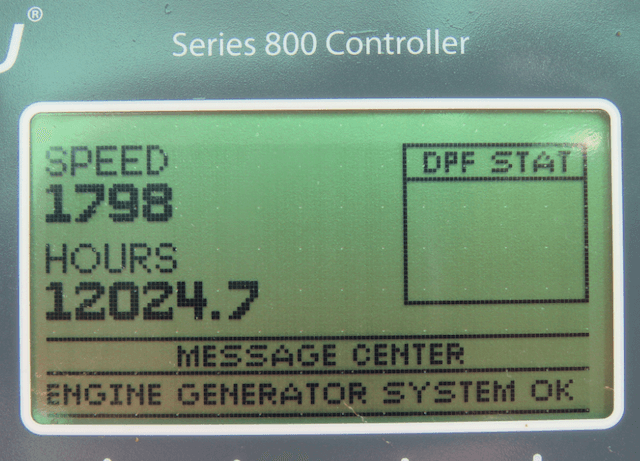 ®
Series 800 Controller
SPEED
1798
HOURS
12024.7
DPF STAT
MESSAGE CENTER
ENGINE GENERATOR SYSTEM OK